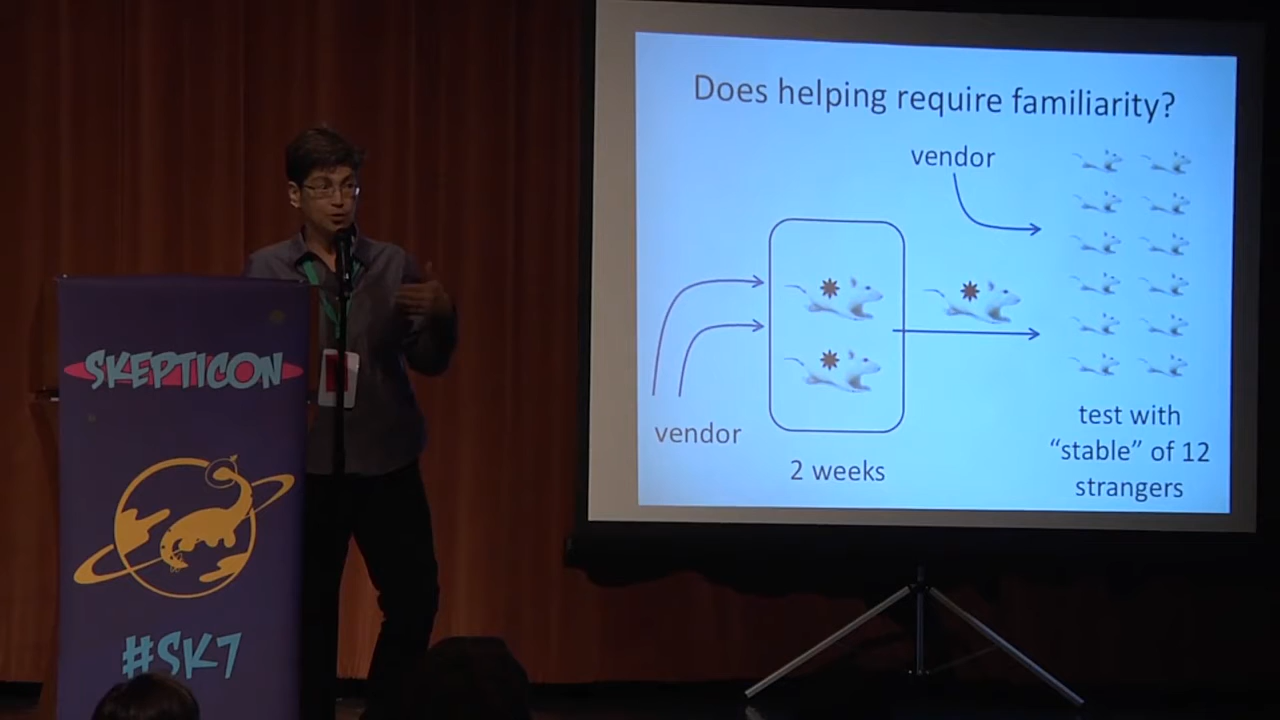 SKEPTICON
#SK7
Does helping require familiarity?
vendor
vendor
2 weeks
test with
“stable” of 12
strangers